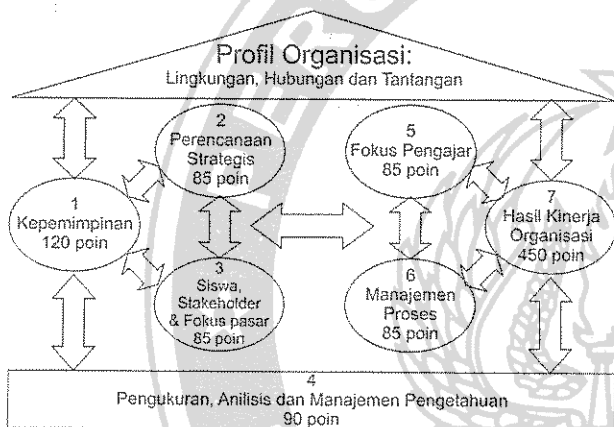 Profil Organisasi:
Lingkungan, Hubungan dan Tantangan
1
Kepemimpinan
120 poin
2
Perencanaan
Strategis
85 poin
3
Siswa,
Stakeholder
& Fokus pasar
85 poin
5
Fokus Pengajar
85 poin
6
Manajemen
Proses
85 poin
7
Hasil Kinerja
Organisasi
450 poin
4
Pengukuran, Anilisis dan Manajemen Pengetahuan
90 poin